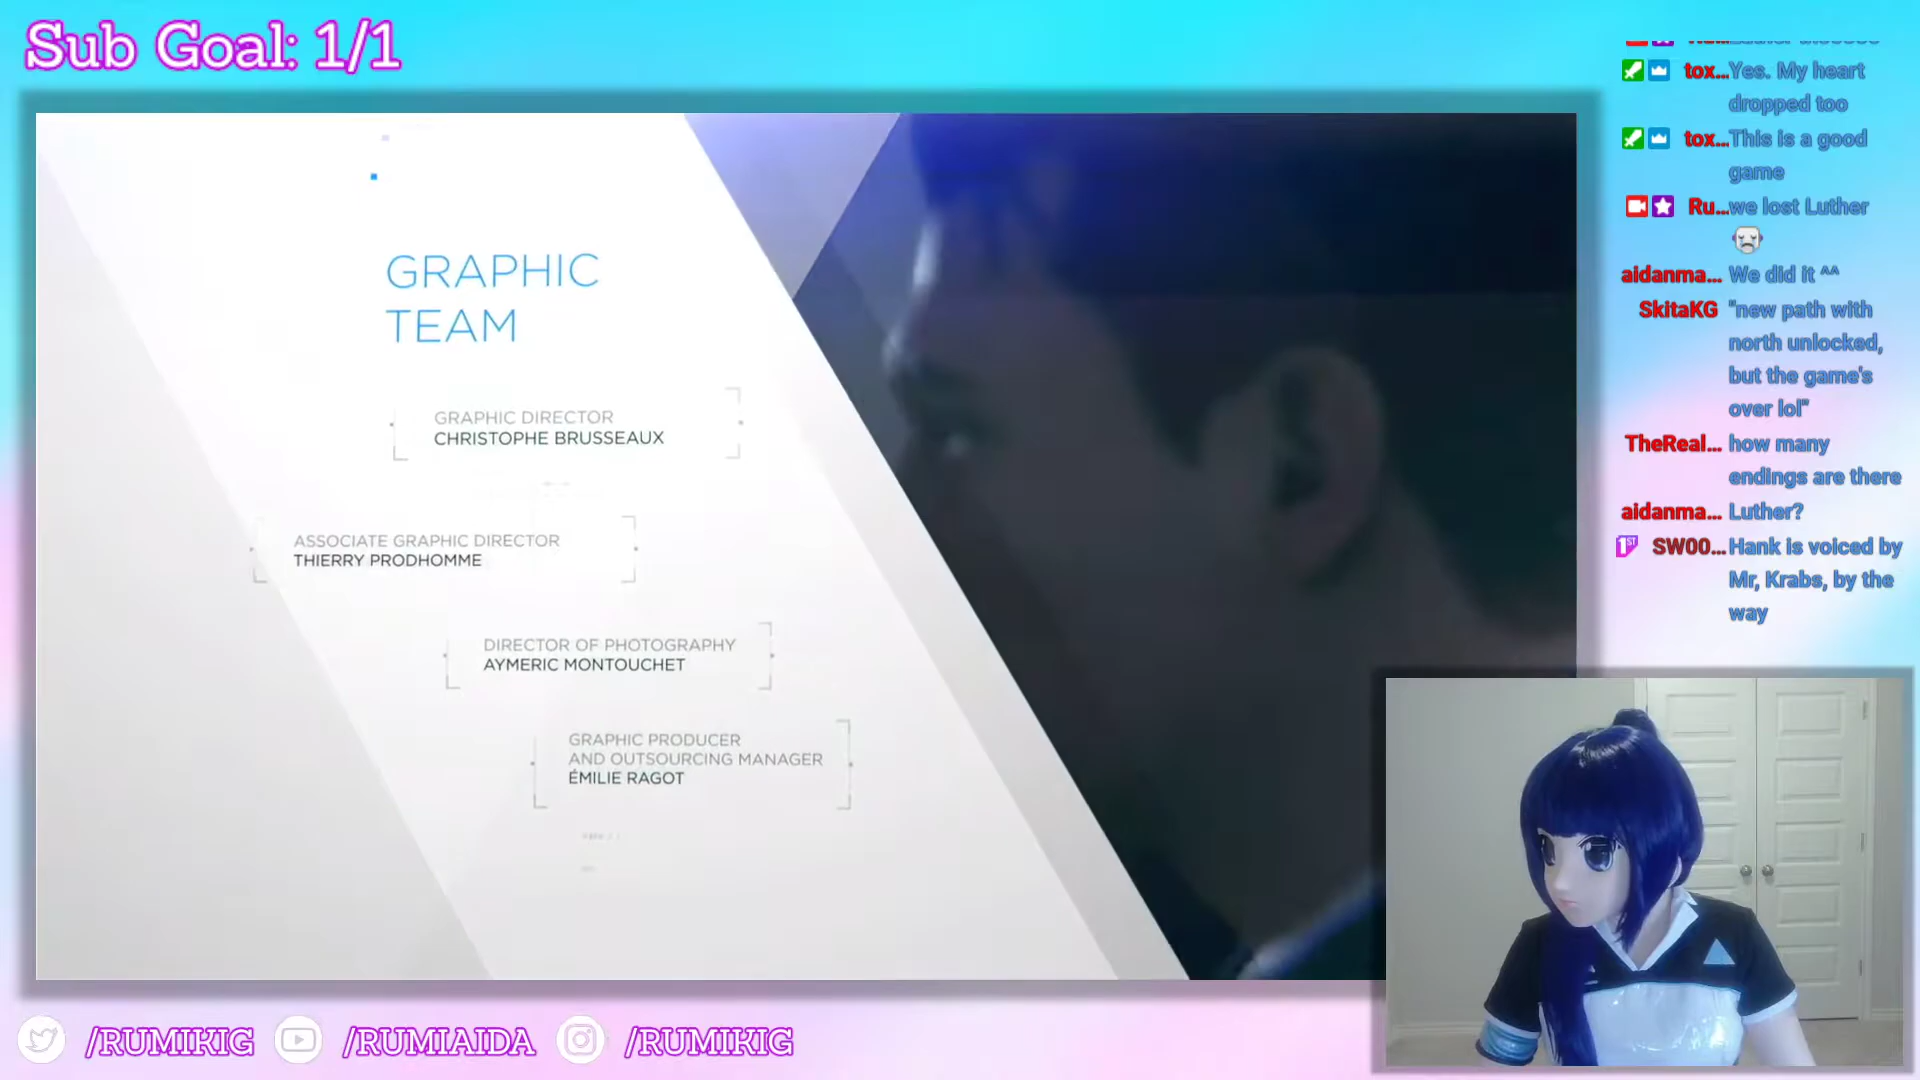 Sub Goal: 1/1
GRAPHIC
TEAM
GRAPHIC DIRECTOR
CHRISTOPHE BRUSSEAUX
ASSOCIATE GRAPHIC DIRECTOR
THIERRY PRODHOMME
DIRECTOR OF PHOTOGRAPHY
AYMERIC MONTOUCHET
GRAPHIC PRODUCER
AND OUTSOURCING MANAGER
ÉMILIE RAGOT
tox... Yes. My heart
dropped too
tox... This is a good
game
Ru... we lost Luther
aidanma... We did it ^^
SkitaKG "new path with
north unlocked,
but the game's
over lol"
TheReal... how many
endings are there
aidanma... Luther?
1ST SW00... Hank is voiced by
Mr, Krabs, by the
way
/RUMIKIG
/RUMIAIDA
/RUMIKIG